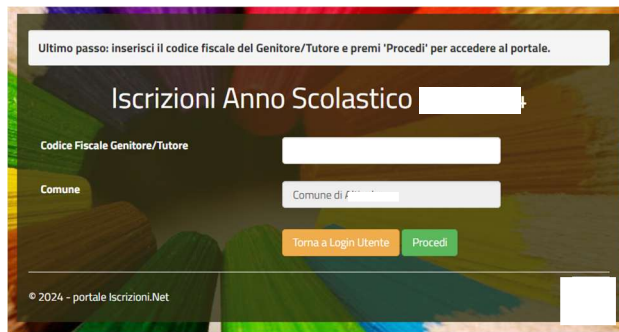 Ultimo passo: inserisci il codice fiscale del Genitore/Tutore e premi 'Procedi' per accedere al portale.
Iscrizioni Anno Scolastico
Codice Fiscale Genitore/Tutore
Comune
Comune di
Torna a Login Utente Procedi
© 2024 - portale Iscrizioni.Net